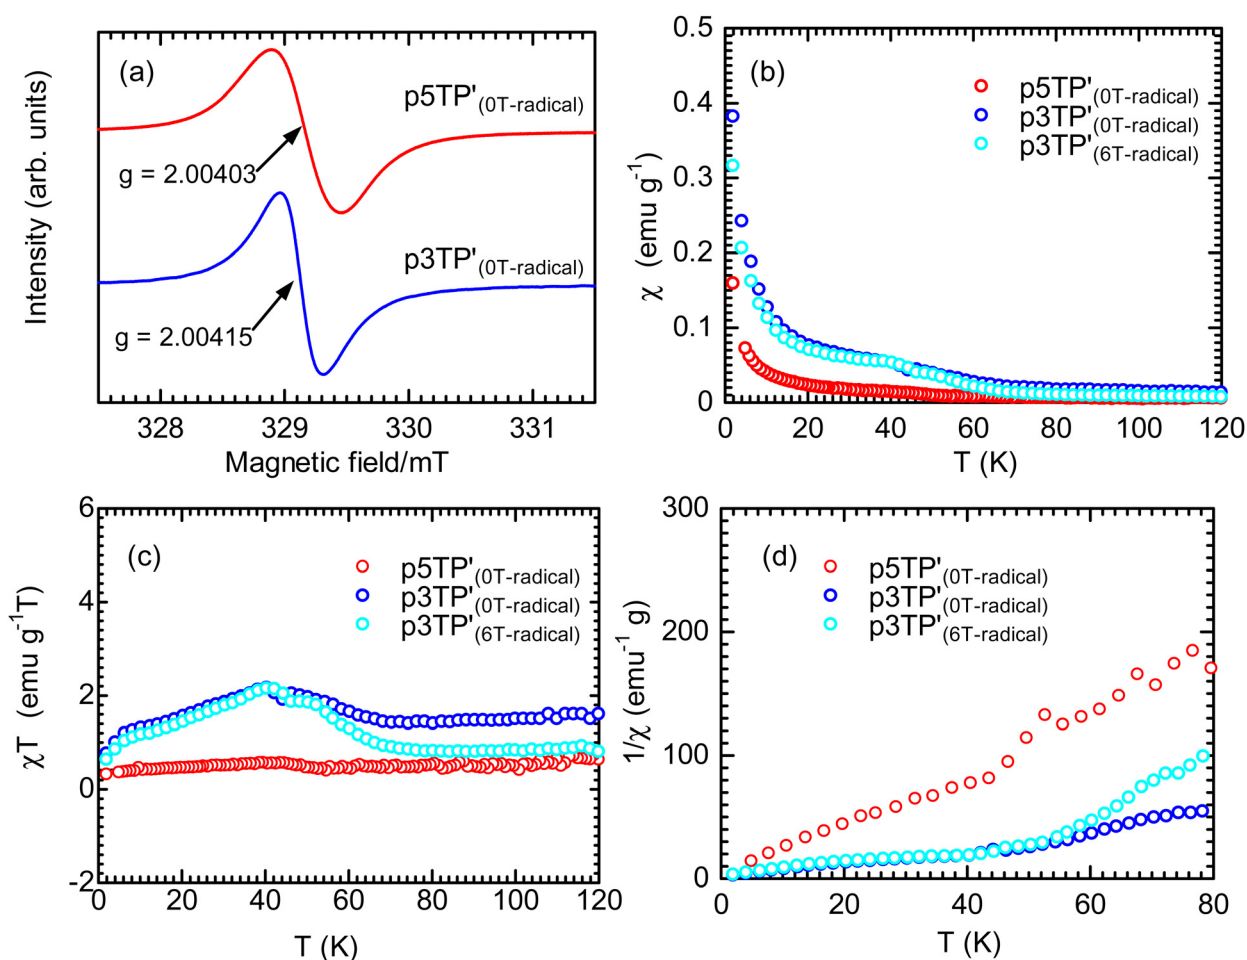 (a)
Intensity (arb. units)
p5TP'(0T-radical)
g = 2.00403
p3TP'(0T-radical)
g = 2.00415
328 329 330 331
Magnetic field/mT
(b)
χ (emu g⁻¹)
0.5
0.4
0.3
0.2
0.1
0
p5TP'(0T-radical)
p3TP'(0T-radical)
p3TP'(6T-radical)
0 20 40 60 80 100 120
T (K)
(c)
χT (emu g⁻¹T)
6
4
2
0
-2
p5TP'(0T-radical)
p3TP'(0T-radical)
p3TP'(6T-radical)
0 20 40 60 80 100 120
T (K)
(d)
1/χ (emu⁻¹ g)
300
200
100
0
p5TP'(0T-radical)
p3TP'(0T-radical)
p3TP'(6T-radical)
0 20 40 60 80
T (K)